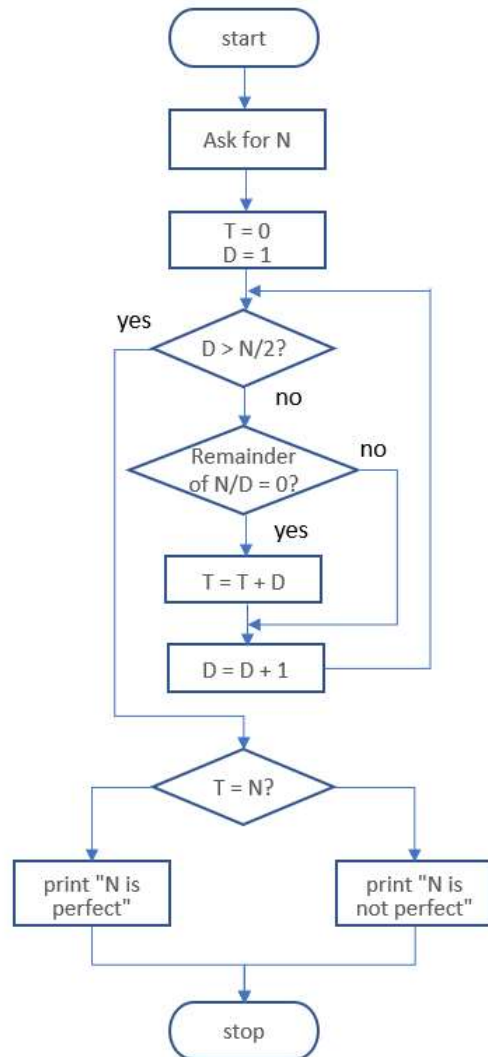 start
Ask for N
T = 0
D = 1
yes
D > N/2?
no
Remainder
of N/D = 0?
no
yes
T = T + D
D = D + 1
T = N?
print "N is
perfect"
print "N is
not perfect"
stop